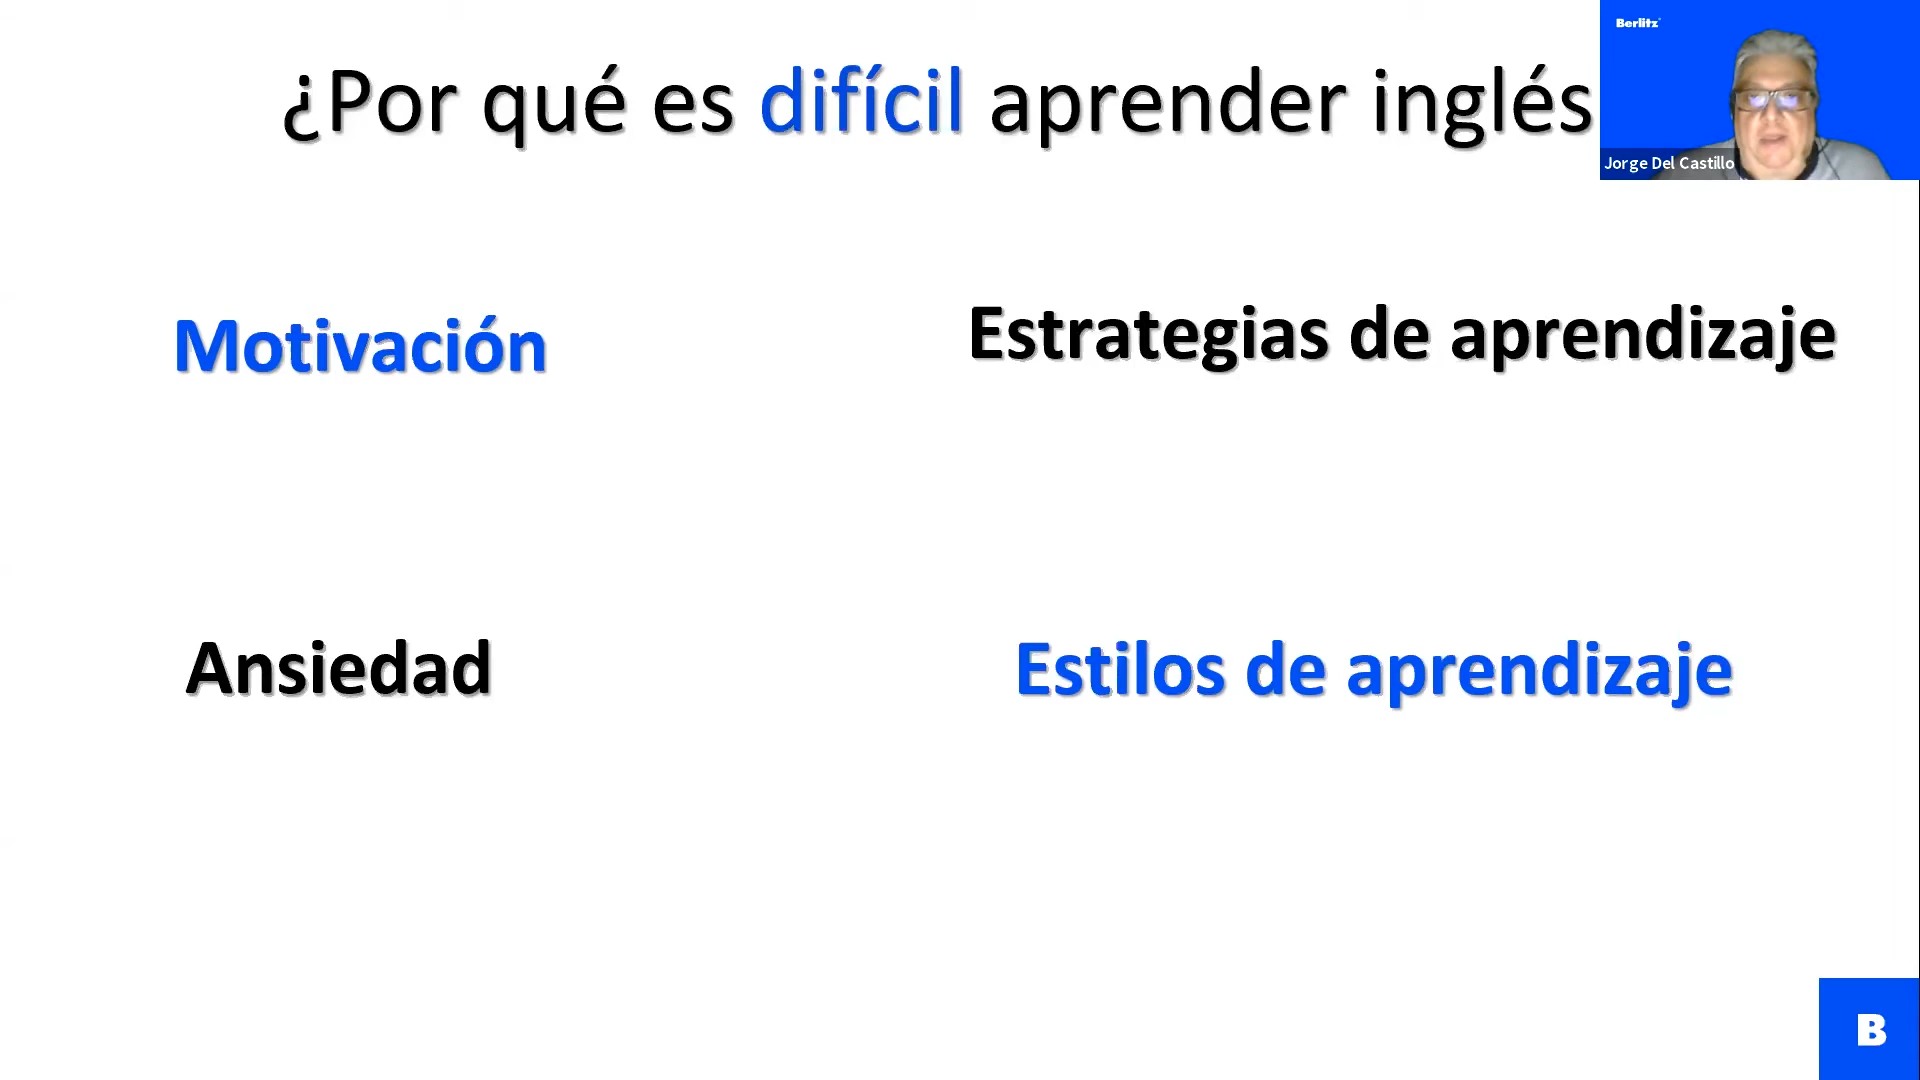 Berlitz
¿Por qué es difícil aprender inglés
Jorge Del Castillo
Motivación
Estrategias de aprendizaje
Ansiedad
Estilos de aprendizaje
B